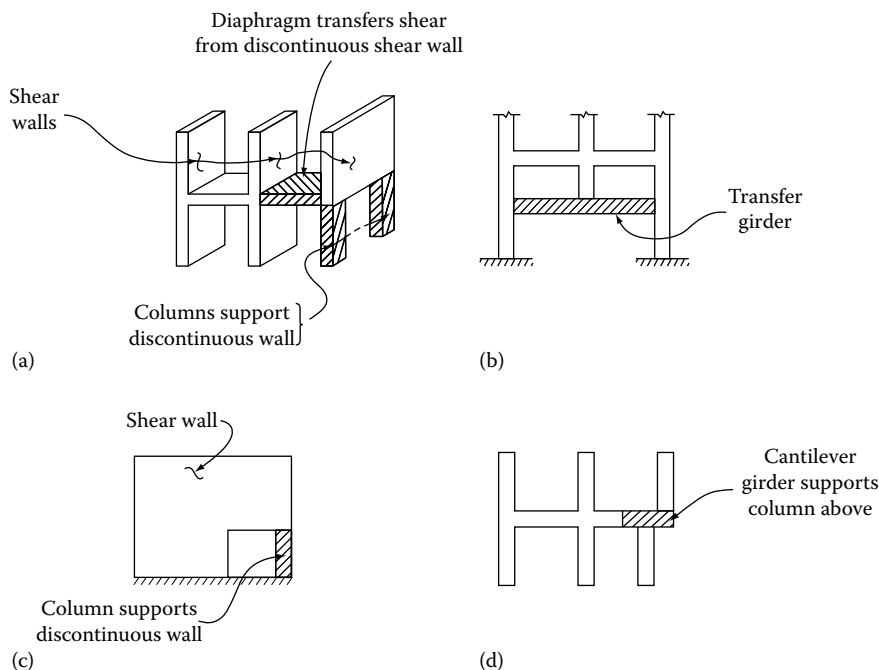 Diaphragm transfers shear
from discontinuous shear wall
Shear
walls
Columns support
discontinuous wall
(a)
Transfer
girder
(b)
Shear wall
Column supports
discontinuous wall
(c)
Cantilever
girder supports
column above
(d)